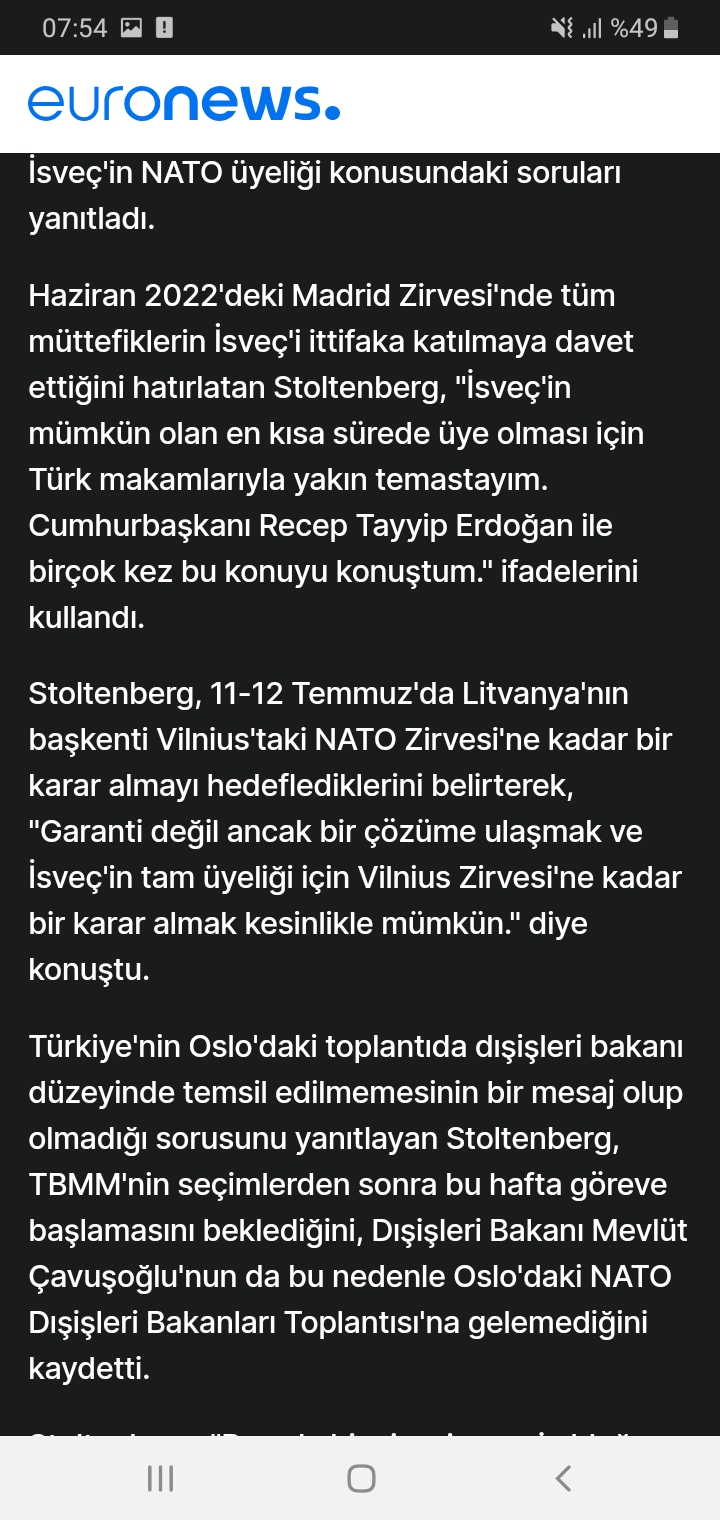 07:54
%49
euronews.
İsveç'in NATO üyeliği konusundaki soruları
yanıtladı.
Haziran 2022'deki Madrid Zirvesi'nde tüm
müttefiklerin İsveç'i ittifaka katılmaya davet
ettiğini hatırlatan Stoltenberg, "İsveç'in
mümkün olan en kısa sürede üye olması için
Türk makamlarıyla yakın temastayım.
Cumhurbaşkanı Recep Tayyip Erdoğan ile
birçok kez bu konuyu konuştum." ifadelerini
kullandı.
Stoltenberg, 11-12 Temmuz'da Litvanya'nın
başkenti Vilnius'taki NATO Zirvesi'ne kadar bir
karar almayı hedeflediklerini belirterek,
"Garanti değil ancak bir çözüme ulaşmak ve
İsveç'in tam üyeliği için Vilnius Zirvesi'ne kadar
bir karar almak kesinlikle mümkün." diye
konuştu.
Türkiye'nin Oslo'daki toplantıda dışişleri bakanı
düzeyinde temsil edilmemesinin bir mesaj olup
olmadığı sorusunu yanıtlayan Stoltenberg,
TBMM'nin seçimlerden sonra bu hafta göreve
başlamasını beklediğini, Dışişleri Bakanı Mevlüt
Çavuşoğlu'nun da bu nedenle Oslo'daki NATO
Dışişleri Bakanları Toplantısı'na gelemediğini
kaydetti.